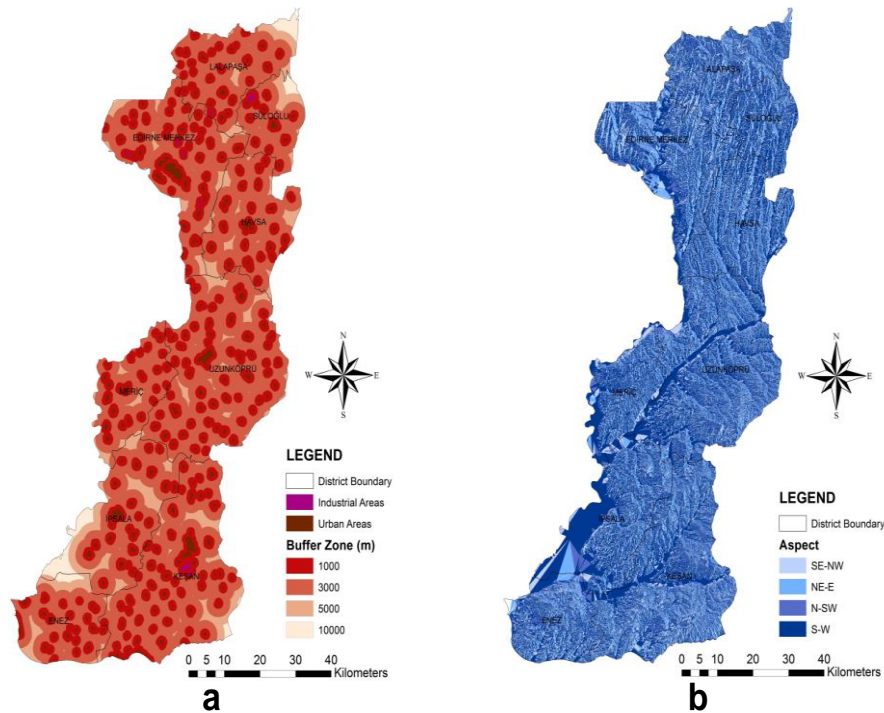 LALAPAŞA
SÜLOĞLU
EDİRNE MERKEZ
HAVSA
UZUNKÖPRÜ
MERİÇ
İPSALA
KEŞAN
ENEZ
N
W E
S
LEGEND
District Boundary
Industrial Areas
Urban Areas
Buffer Zone (m)
1000
3000
5000
10000
0 5 10 20 30 40
Kilometers
a
LALAPAŞA
SÜLOĞLU
EDİRNE MERKEZ
HAVSA
UZUNKÖPRÜ
MERİÇ
İPSALA
KEŞAN
ENEZ
N
W E
S
LEGEND
District Boundary
Aspect
SE-NW
NE-E
N-SW
S-W
0 5 10 20 30 40
Kilometers
b